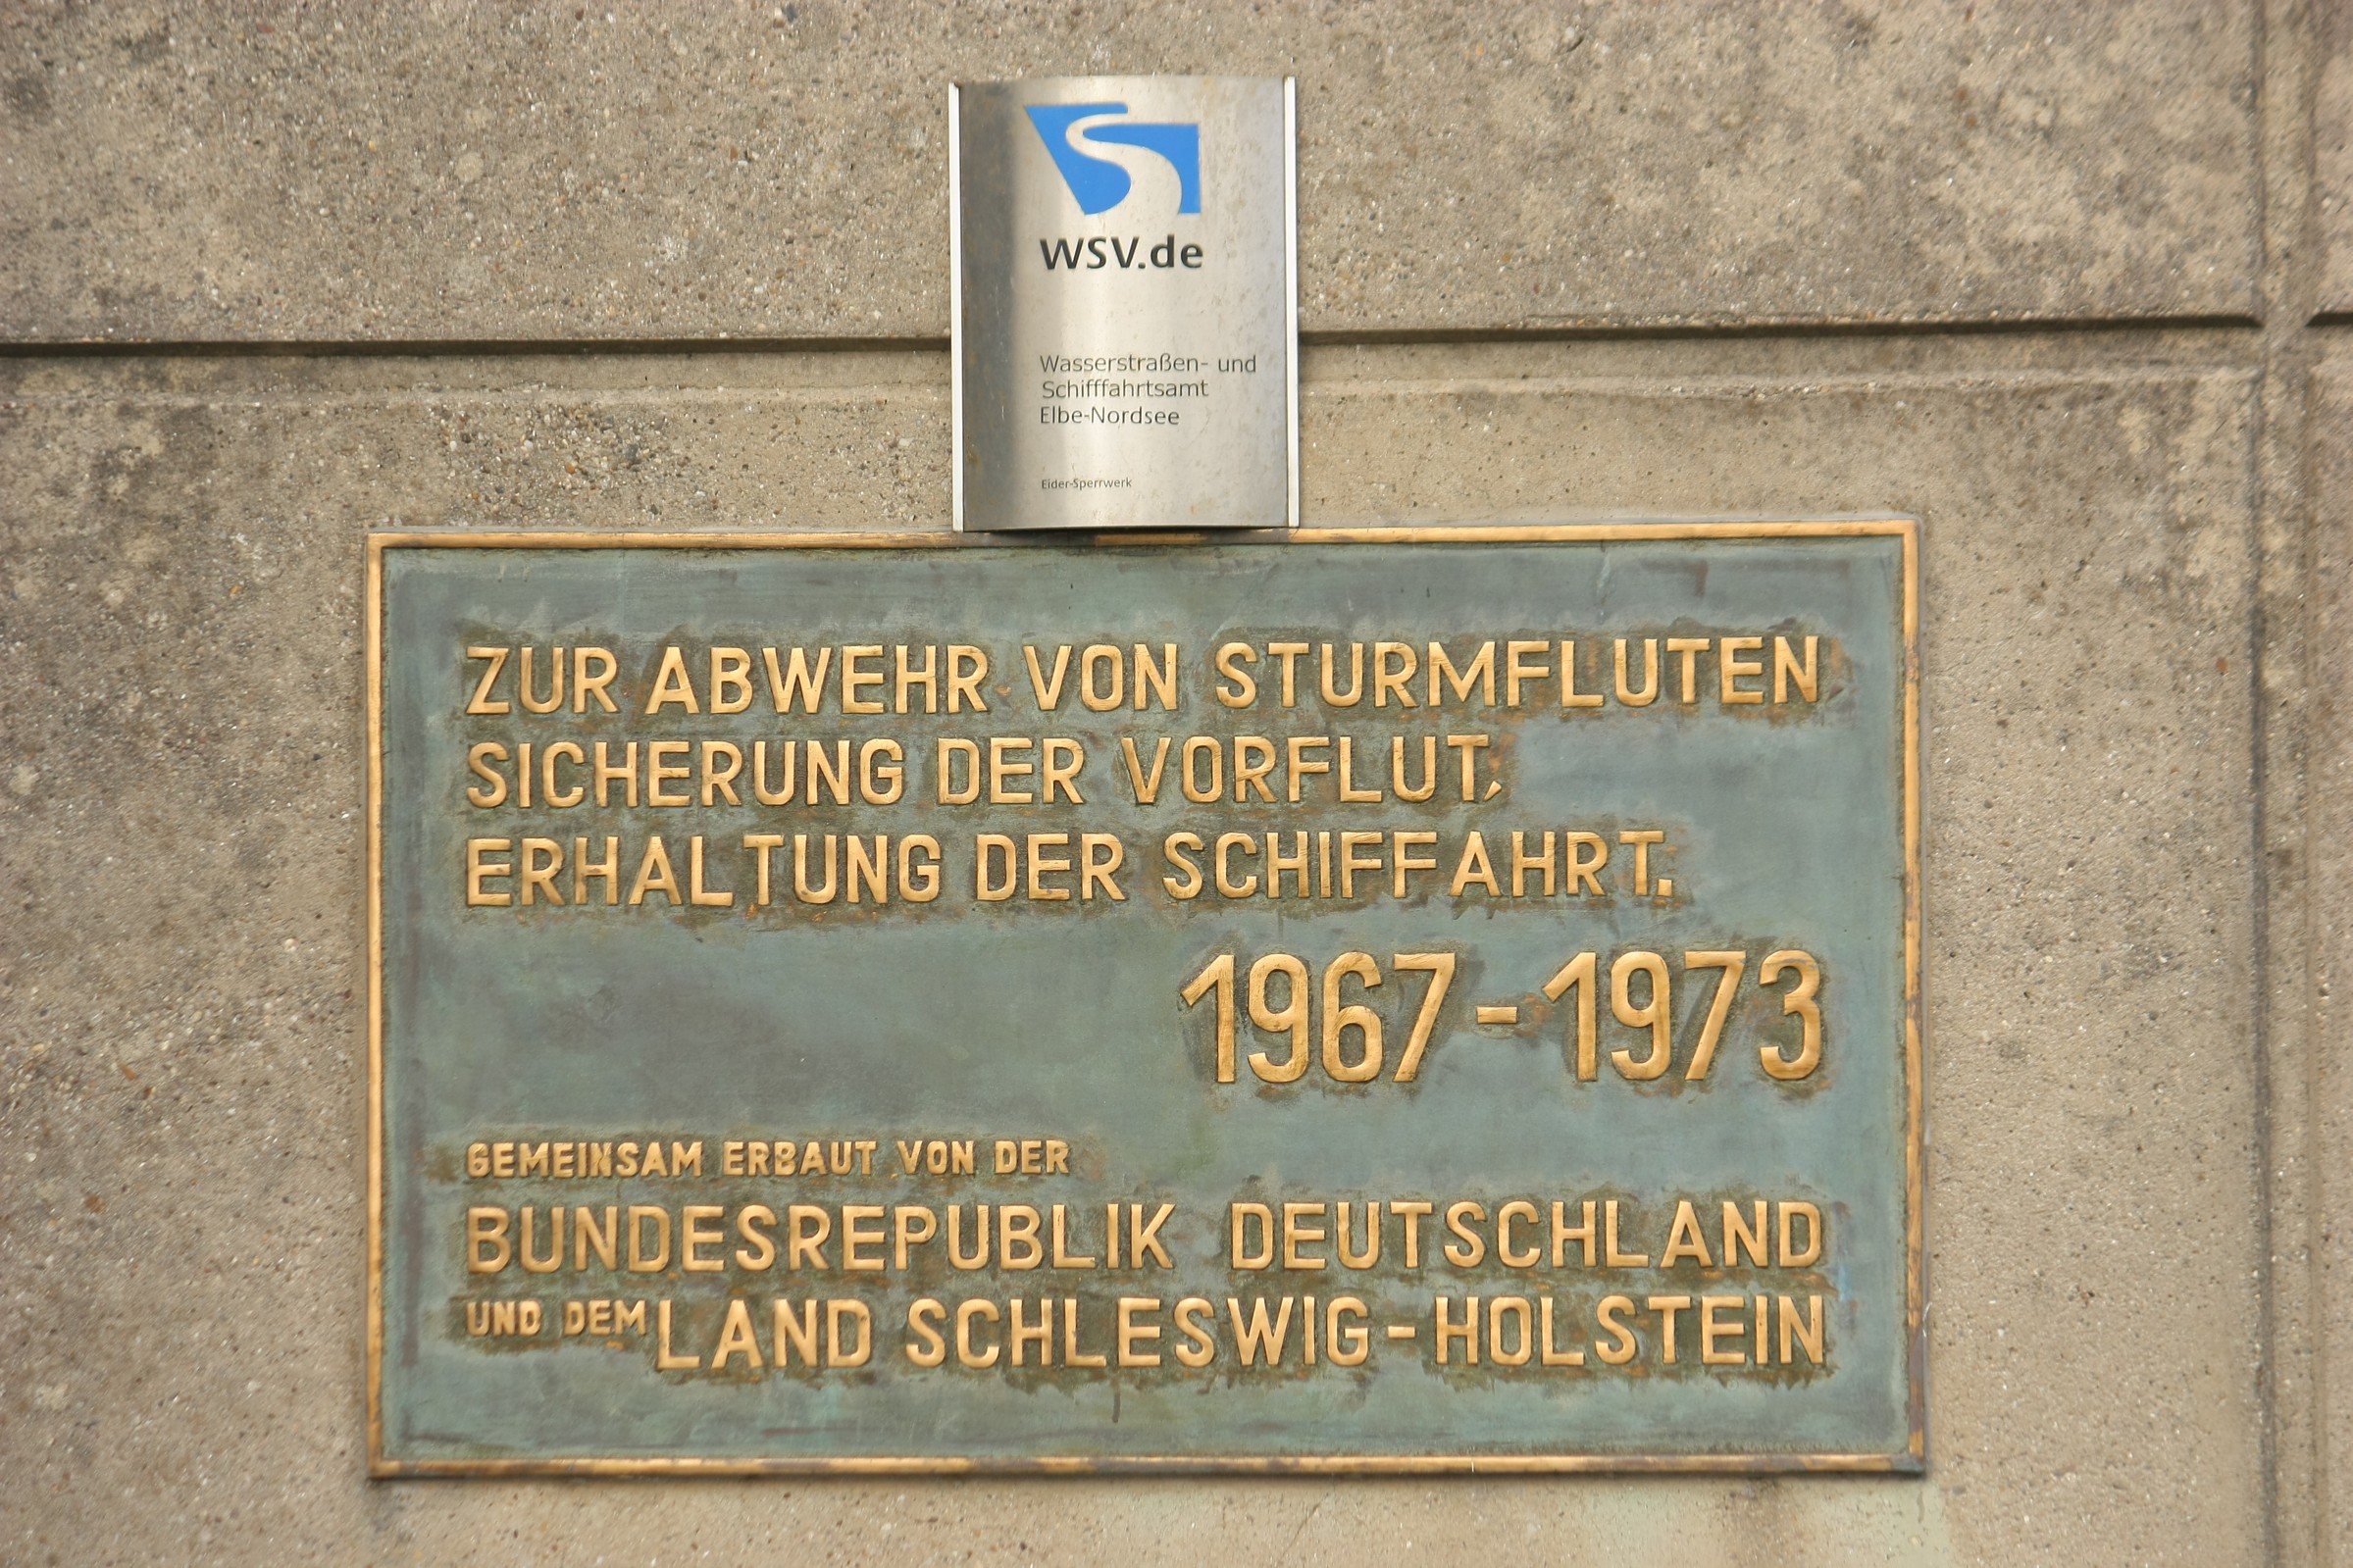 WSV.de
Wasserstraßen- und
Schifffahrtsamt
Elbe-Nordsee
Eider-Sperrwerk
ZUR ABWEHR VON STURMFLUTEN
SICHERUNG DER VORFLUT,
ERHALTUNG DER SCHIFFAHRT.
1967-1973
GEMEINSAM ERBAUT VON DER
BUNDESREPUBLIK DEUTSCHLAND
UND DEM LAND SCHLESWIG-HOLSTEIN